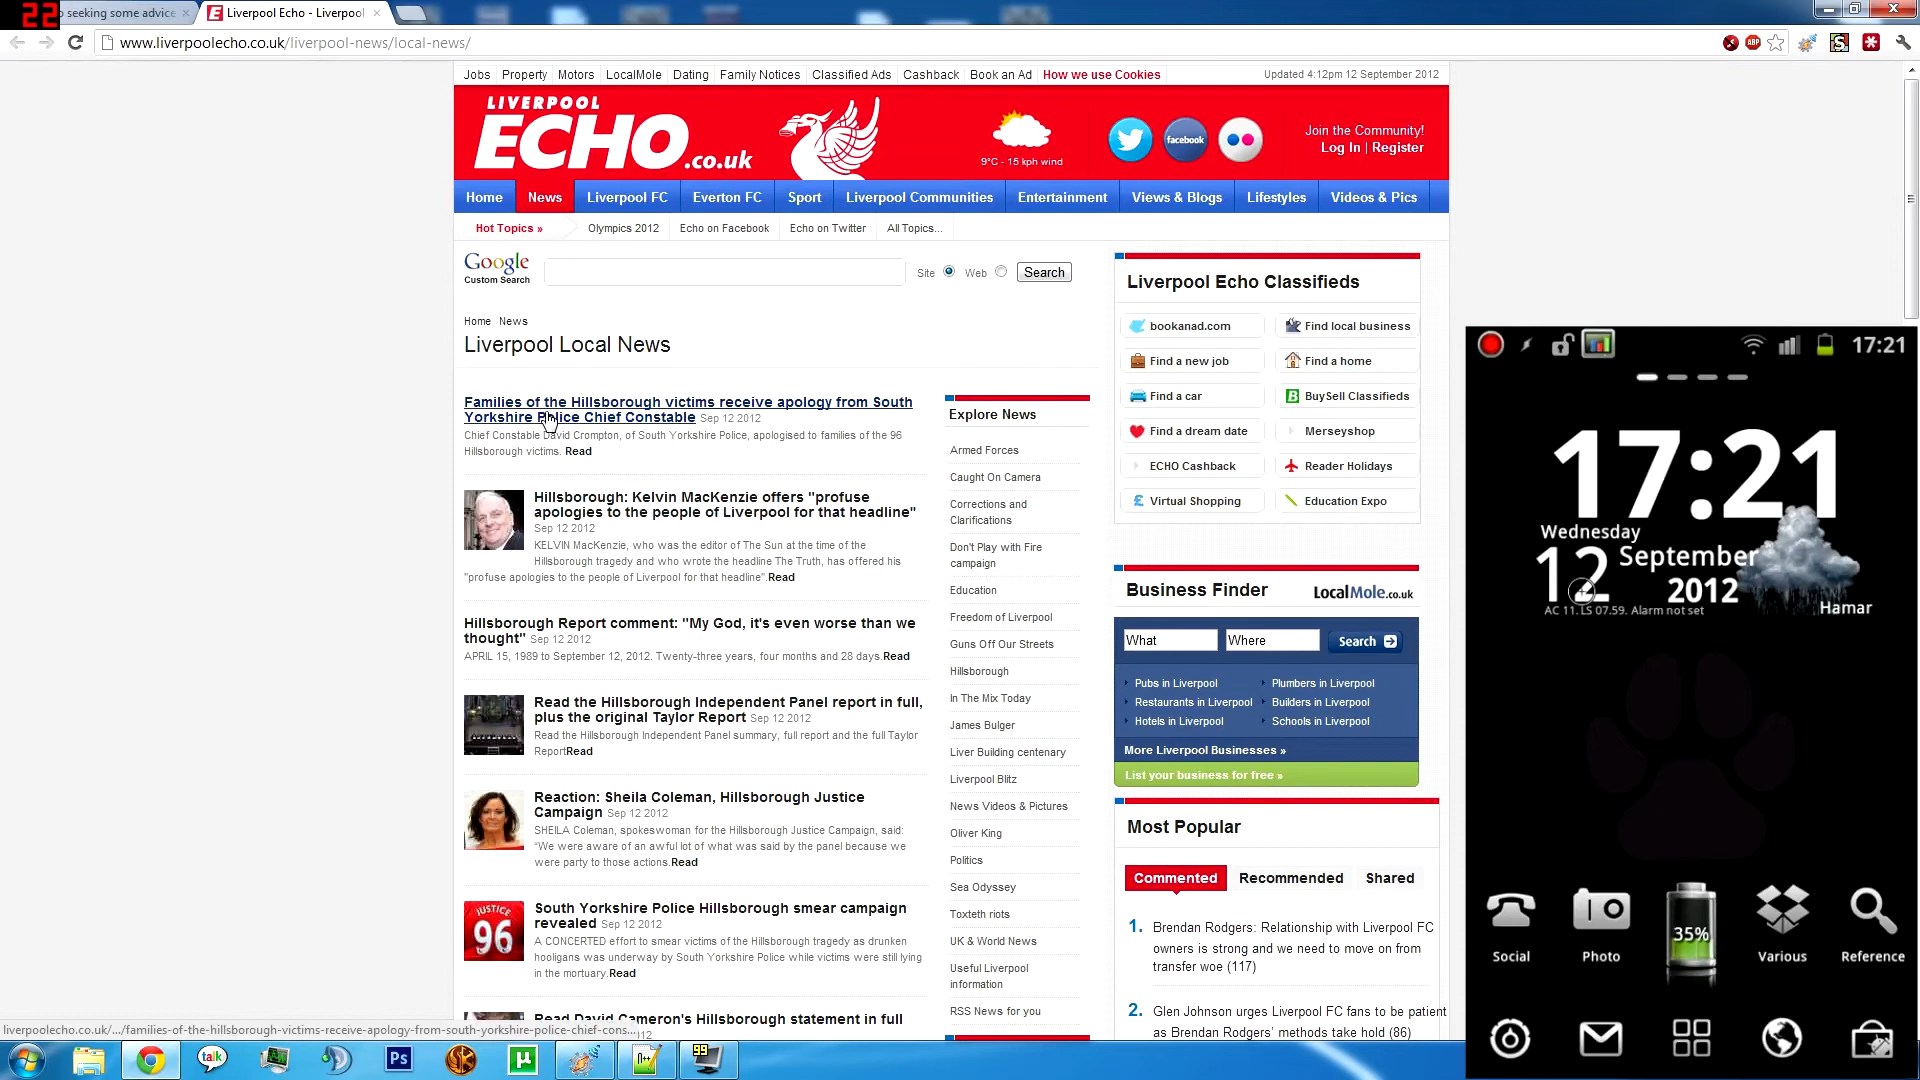 22
seeking some advice
Liverpool Echo - Liverpool
www.liverpoolecho.co.uk/liverpool-news/local-news/
ABP
Jobs Property Motors LocalMole Dating Family Notices Classified Ads Cashback Book an Ad How we use Cookies
Updated 4:12pm 12 September 2012
LIVERPOOL
ECHO.co.uk
9°C - 15 kph wind
facebook
Join the Community!
Log In | Register
Home News Liverpool FC Everton FC Sport Liverpool Communities Entertainment Views & Blogs Lifestyles Videos & Pics
Hot Topics » Olympics 2012 Echo on Facebook Echo on Twitter All Topics...
Google
Custom Search
Site Web Search
Home News
Liverpool Local News
Families of the Hillsborough victims receive apology from South
Yorkshire Police Chief Constable Sep 12 2012
Chief Constable David Crompton, of South Yorkshire Police, apologised to families of the 96
Hillsborough victims. Read
Hillsborough: Kelvin MacKenzie offers "profuse
apologies to the people of Liverpool for that headline"
Sep 12 2012
KELVIN MacKenzie, who was the editor of The Sun at the time of the
Hillsborough tragedy and who wrote the headline The Truth, has offered his
"profuse apologies to the people of Liverpool for that headline".Read
Hillsborough Report comment: "My God, it's even worse than we
thought" Sep 12 2012
APRIL 15, 1989 to September 12, 2012. Twenty-three years, four months and 28 days.Read
Read the Hillsborough Independent Panel report in full,
plus the original Taylor Report Sep 12 2012
Read the Hillsborough Independent Panel summary, full report and the full Taylor
ReportRead
Reaction: Sheila Coleman, Hillsborough Justice
Campaign Sep 12 2012
SHEILA Coleman, spokeswoman for the Hillsborough Justice Campaign, said:
“We were aware of an awful lot of what was said by the panel because we
were party to those actions.Read
JUSTICE
96
South Yorkshire Police Hillsborough smear campaign
revealed Sep 12 2012
A CONCERTED effort to smear victims of the Hillsborough tragedy as drunken
hooligans was underway by South Yorkshire Police while victims were still lying
in the mortuary.Read
Read David Cameron's Hillsborough statement in full
Explore News
Armed Forces
Caught On Camera
Corrections and
Clarifications
Don't Play with Fire
campaign
Education
Freedom of Liverpool
Guns Off Our Streets
Hillsborough
In The Mix Today
James Bulger
Liver Building centenary
Liverpool Blitz
News Videos & Pictures
Oliver King
Politics
Sea Odyssey
Toxteth riots
UK & World News
Useful Liverpool
information
RSS News for you
Liverpool Echo Classifieds
bookanad.com Find local business
Find a new job Find a home
Find a car BuySell Classifieds
Find a dream date Merseyshop
ECHO Cashback Reader Holidays
Virtual Shopping Education Expo
Business Finder LocalMole.co.uk
What Where Search
Pubs in Liverpool Plumbers in Liverpool
Restaurants in Liverpool Builders in Liverpool
Hotels in Liverpool Schools in Liverpool
More Liverpool Businesses »
List your business for free »
Most Popular
Commented Recommended Shared
1. Brendan Rodgers: Relationship with Liverpool FC
owners is strong and we need to move on from
transfer woe (117)
2. Glen Johnson urges Liverpool FC fans to be patient
as Brendan Rodgers’ methods take hold (86)
17:21
17:21
Wednesday
12 September
2012
AC 11. LS 07.59. Alarm not set
Hamar
35%
Social Photo Various Reference
liverpoolecho.co.uk/.../families-of-the-hillsborough-victims-receive-apology-from-south-yorkshire-police-chief-cons...
12
talk
Ps
µ
99